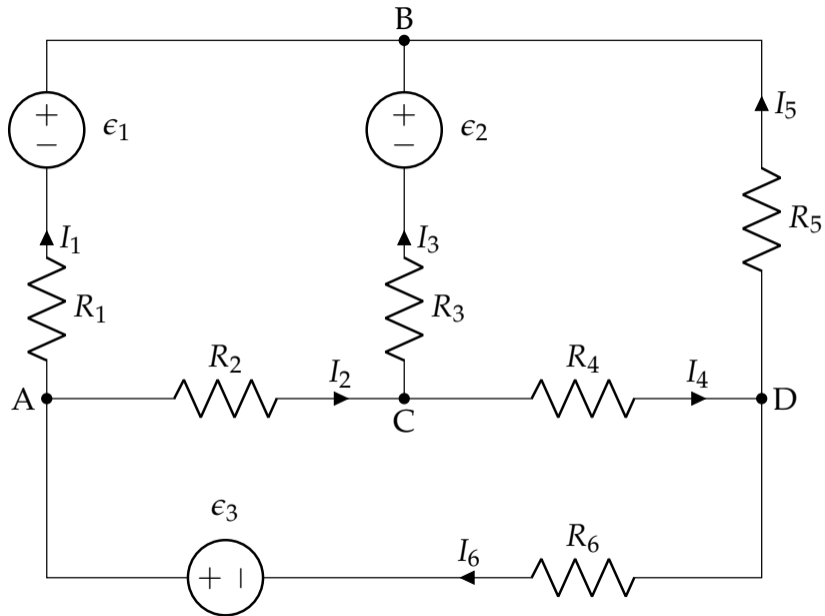 B
+
−
ϵ₁
+
−
ϵ₂
I₅
I₁
I₃
R₅
R₁
R₃
R₂
R₄
I₂
I₄
A
C
D
ϵ₃
I₆
R₆
+ −